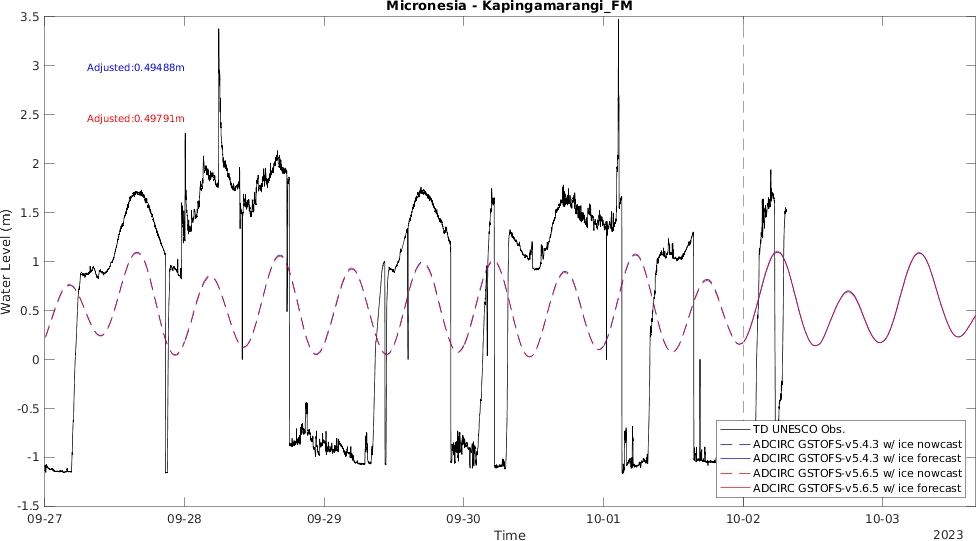 Micronesia - Kapingamarangi_FM
3.5
3
2.5
2
1.5
1
0.5
0
-0.5
-1
-1.5
Water Level (m)
Adjusted:0.49488m
Adjusted:0.49791m
TD UNESCO Obs.
ADCIRC GSTOFS-v5.4.3 w/ ice nowcast
ADCIRC GSTOFS-v5.4.3 w/ ice forecast
ADCIRC GSTOFS-v5.6.5 w/ ice nowcast
ADCIRC GSTOFS-v5.6.5 w/ ice forecast
09-27 09-28 09-29 09-30 10-01 10-02 10-03
Time
2023